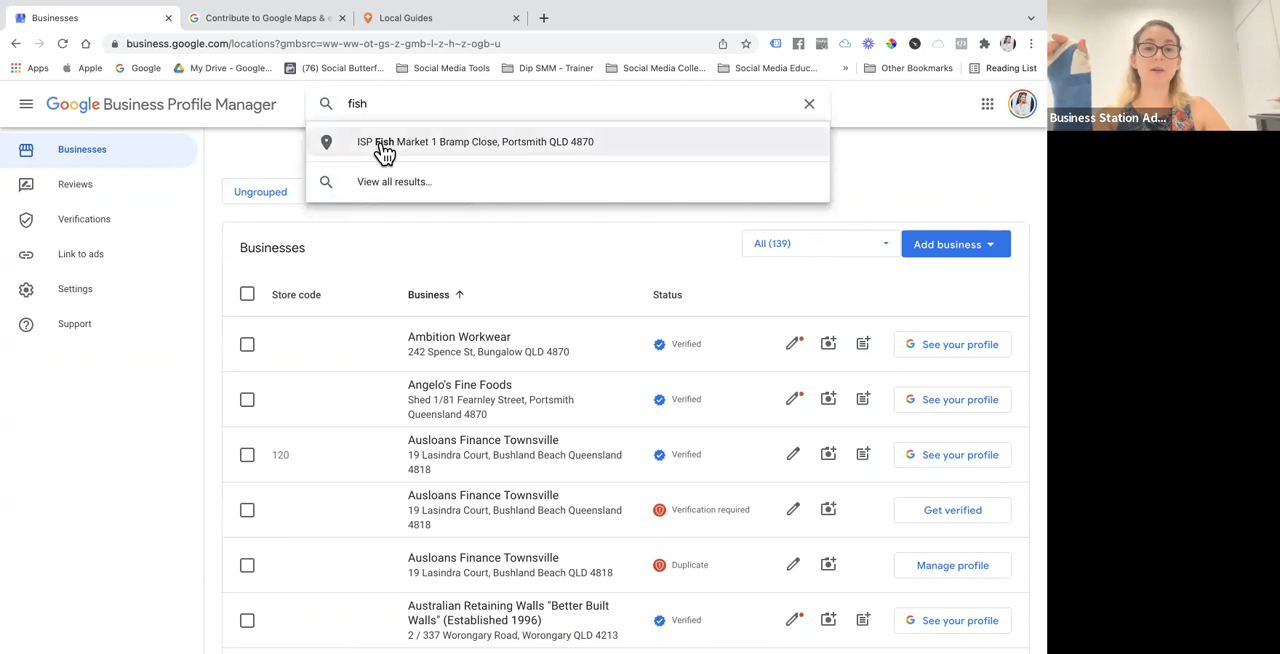 Businesses
Contribute to Google Maps & e
Local Guides
business.google.com/locations?gmbsrc=ww-ww-ot-gs-z-gmb-l-z-h~z-ogb-u
Apps
Apple
Google
My Drive - Google...
(76) Social Butterf...
Social Media Tools
Dip SMM - Trainer
Social Media Colle...
Social Media Educ...
»
Other Bookmarks
Reading List
Google Business Profile Manager
fish
Business Station Ad...
ISP Fish Market 1 Bramp Close, Portsmith QLD 4870
View all results...
Businesses
Reviews
Verifications
Link to ads
Settings
Support
Ungrouped
Businesses
All (139)
Add business
Store code
Business
Status
Ambition Workwear
242 Spence St, Bungalow QLD 4870
Verified
See your profile
Angelo's Fine Foods
Shed 1/81 Fearnley Street, Portsmith
Queensland 4870
Verified
See your profile
120
Ausloans Finance Townsville
19 Lasindra Court, Bushland Beach Queensland
4818
Verified
See your profile
Ausloans Finance Townsville
19 Lasindra Court, Bushland Beach Queensland
4818
Verification required
Get verified
Ausloans Finance Townsville
19 Lasindra Court, Bushland Beach QLD 4818
Duplicate
Manage profile
Australian Retaining Walls "Better Built
Walls" (Established 1996)
2 / 337 Worongary Road, Worongary QLD 4213
Verified
See your profile